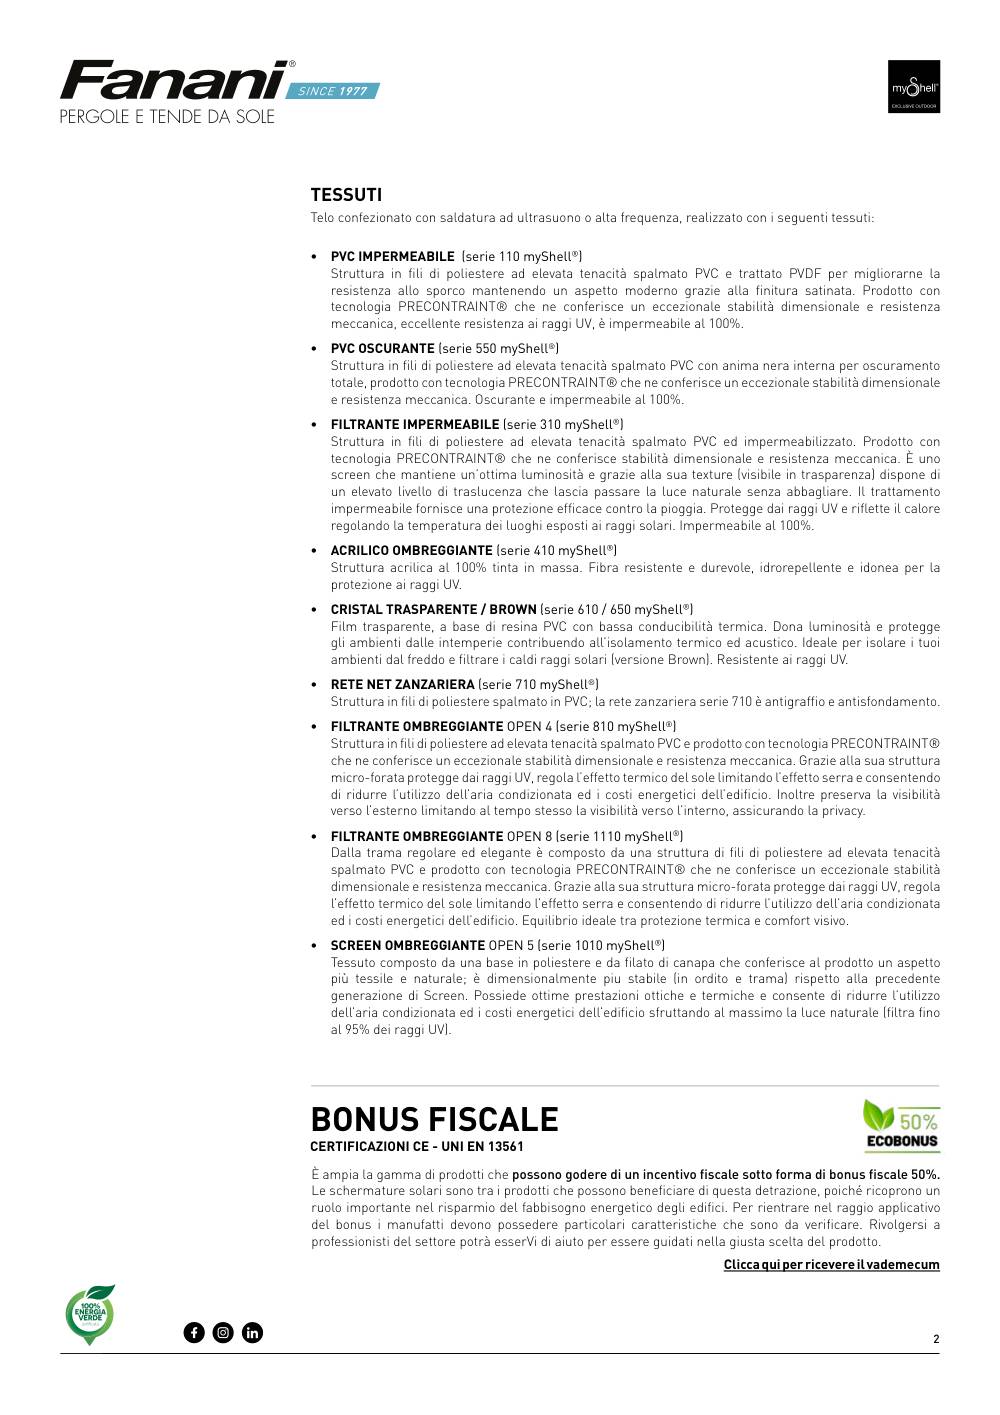 Fanani®
SINCE 1977
PERGOLE E TENDE DA SOLE
myShell®
EXCLUSIVE OUTDOOR
TESSUTI
Telo confezionato con saldatura ad ultrasuono o alta frequenza, realizzato con i seguenti tessuti:
• PVC IMPERMEABILE (serie 110 myShell®)
Struttura in fili di poliestere ad elevata tenacità spalmato PVC e trattato PVDF per migliorarne la
resistenza allo sporco mantenendo un aspetto moderno grazie alla finitura satinata. Prodotto con
tecnologia PRECONTRAINT® che ne conferisce un eccezionale stabilità dimensionale e resistenza
meccanica, eccellente resistenza ai raggi UV, è impermeabile al 100%.
• PVC OSCURANTE (serie 550 myShell®)
Struttura in fili di poliestere ad elevata tenacità spalmato PVC con anima nera interna per oscuramento
totale, prodotto con tecnologia PRECONTRAINT® che ne conferisce un eccezionale stabilità dimensionale
e resistenza meccanica. Oscurante e impermeabile al 100%.
• FILTRANTE IMPERMEABILE (serie 310 myShell®)
Struttura in fili di poliestere ad elevata tenacità spalmato PVC ed impermeabilizzato. Prodotto con
tecnologia PRECONTRAINT® che ne conferisce stabilità dimensionale e resistenza meccanica. È uno
screen che mantiene un'ottima luminosità e grazie alla sua texture (visibile in trasparenza) dispone di
un elevato livello di traslucenza che lascia passare la luce naturale senza abbagliare. Il trattamento
impermeabile fornisce una protezione efficace contro la pioggia. Protegge dai raggi UV e riflette il calore
regolando la temperatura dei luoghi esposti ai raggi solari. Impermeabile al 100%.
• ACRILICO OMBREGGIANTE (serie 410 myShell®)
Struttura acrilica al 100% tinta in massa. Fibra resistente e durevole, idrorepellente e idonea per la
protezione ai raggi UV.
• CRISTAL TRASPARENTE / BROWN (serie 610 / 650 myShell®)
Film trasparente, a base di resina PVC con bassa conducibilità termica. Dona luminosità e protegge
gli ambienti dalle intemperie contribuendo all'isolamento termico ed acustico. Ideale per isolare i tuoi
ambienti dal freddo e filtrare i caldi raggi solari (versione Brown). Resistente ai raggi UV.
• RETE NET ZANZARIERA (serie 710 myShell®)
Struttura in fili di poliestere spalmato in PVC; la rete zanzariera serie 710 è antigraffio e antisfondamento.
• FILTRANTE OMBREGGIANTE OPEN 4 (serie 810 myShell®)
Struttura in fili di poliestere ad elevata tenacità spalmato PVC e prodotto con tecnologia PRECONTRAINT®
che ne conferisce un eccezionale stabilità dimensionale e resistenza meccanica. Grazie alla sua struttura
micro-forata protegge dai raggi UV, regola l'effetto termico del sole limitando l'effetto serra e consentendo
di ridurre l'utilizzo dell'aria condizionata ed i costi energetici dell'edificio. Inoltre preserva la visibilità
verso l'esterno limitando al tempo stesso la visibilità verso l'interno, assicurando la privacy.
• FILTRANTE OMBREGGIANTE OPEN 8 (serie 1110 myShell®)
Dalla trama regolare ed elegante è composto da una struttura di fili di poliestere ad elevata tenacità
spalmato PVC e prodotto con tecnologia PRECONTRAINT® che ne conferisce un eccezionale stabilità
dimensionale e resistenza meccanica. Grazie alla sua struttura micro-forata protegge dai raggi UV, regola
l'effetto termico del sole limitando l'effetto serra e consentendo di ridurre l'utilizzo dell'aria condizionata
ed i costi energetici dell'edificio. Equilibrio ideale tra protezione termica e comfort visivo.
• SCREEN OMBREGGIANTE OPEN 5 (serie 1010 myShell®)
Tessuto composto da una base in poliestere e da filato di canapa che conferisce al prodotto un aspetto
più tessile e naturale; è dimensionalmente piu stabile (in ordito e trama) rispetto alla precedente
generazione di Screen. Possiede ottime prestazioni ottiche e termiche e consente di ridurre l'utilizzo
dell'aria condizionata ed i costi energetici dell'edificio sfruttando al massimo la luce naturale (filtra fino
al 95% dei raggi UV).
BONUS FISCALE
CERTIFICAZIONI CE - UNI EN 13561
50%
ECOBONUS
È ampia la gamma di prodotti che possono godere di un incentivo fiscale sotto forma di bonus fiscale 50%.
Le schermature solari sono tra i prodotti che possono beneficiare di questa detrazione, poiché ricoprono un
ruolo importante nel risparmio del fabbisogno energetico degli edifici. Per rientrare nel raggio applicativo
del bonus i manufatti devono possedere particolari caratteristiche che sono da verificare. Rivolgersi a
professionisti del settore potrà esserVi di aiuto per essere guidati nella giusta scelta del prodotto.
Clicca qui per ricevere il vademecum
100%
ENERGIA
VERDE
2